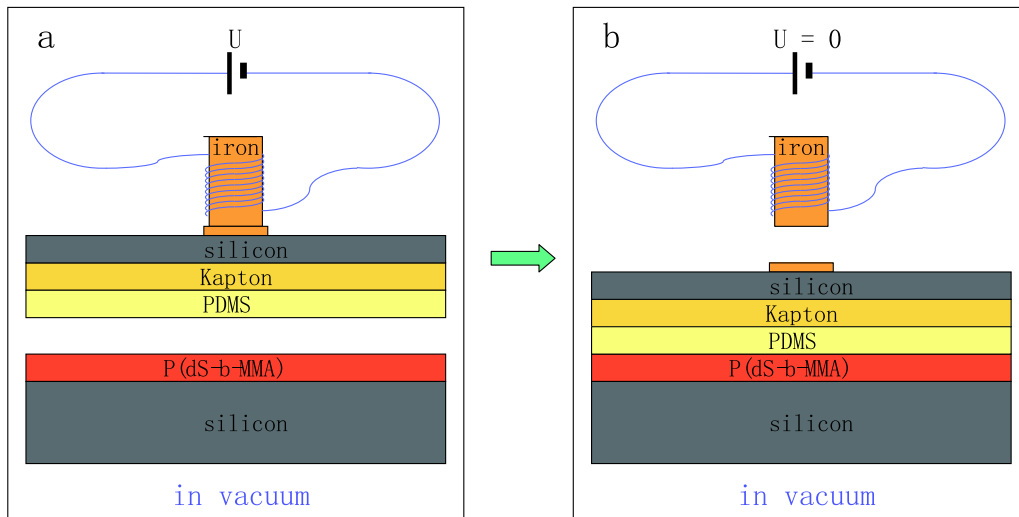 a
U
iron
silicon
Kapton
PDMS
P(dS-b-MMA)
silicon
in vacuum
b
U = 0
iron
silicon
Kapton
PDMS
P(dS-b-MMA)
silicon
in vacuum